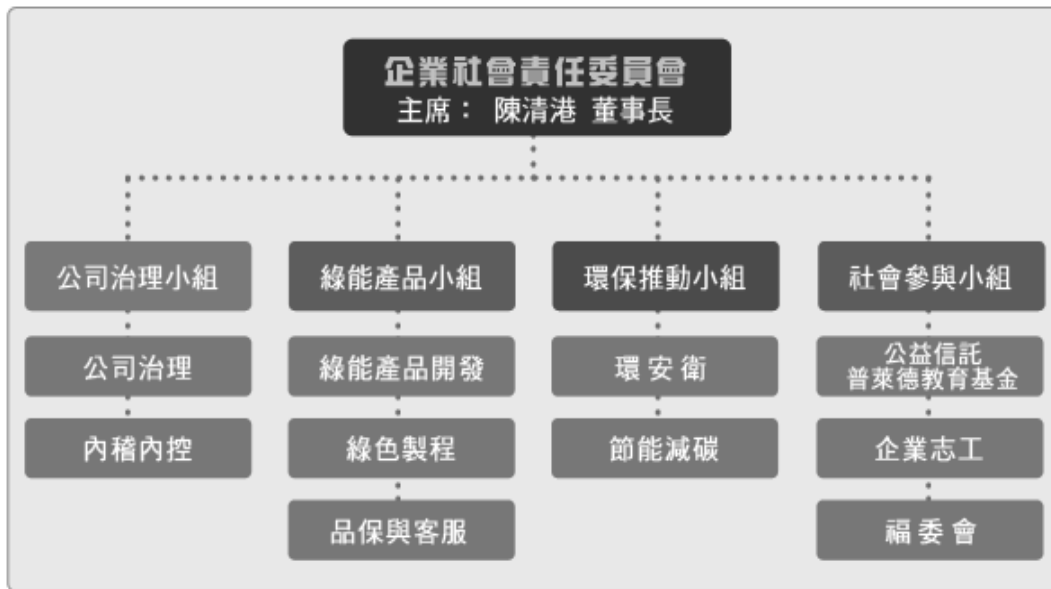 企業社會責任委員會
主席： 陳清港 董事長
公司治理小組
綠能產品小組
環保推動小組
社會參與小組
公司治理
綠能產品開發
環安衛
公益信託
普萊德教育基金
內稽內控
綠色製程
節能減碳
企業志工
品保與客服
福委會